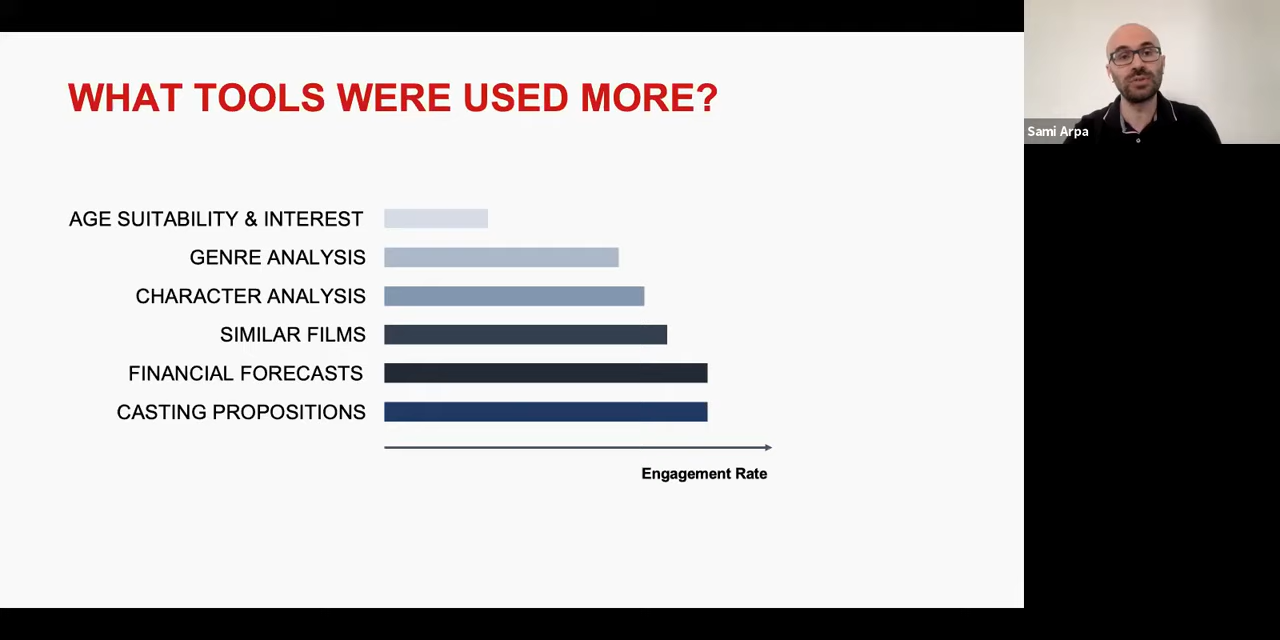 WHAT TOOLS WERE USED MORE?
Sami Arpa
AGE SUITABILITY & INTEREST
GENRE ANALYSIS
CHARACTER ANALYSIS
SIMILAR FILMS
FINANCIAL FORECASTS
CASTING PROPOSITIONS
Engagement Rate